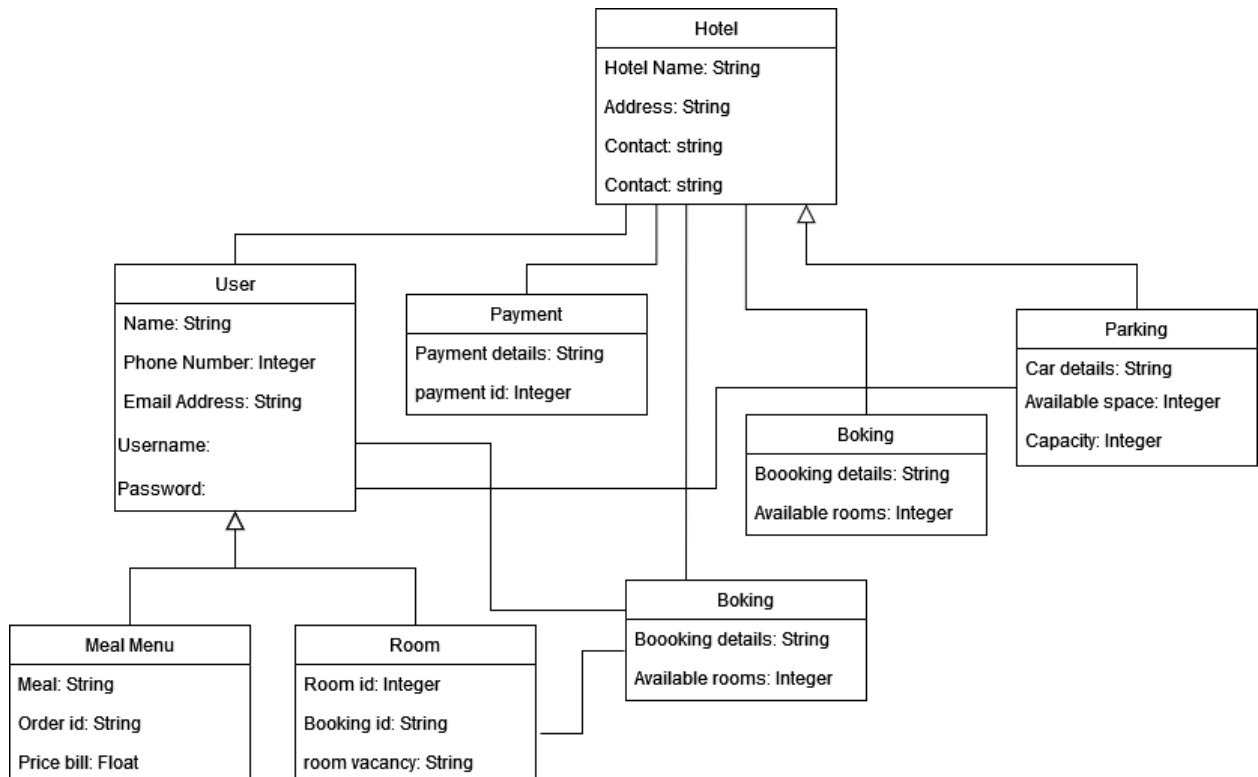 Hotel
Hotel Name: String
Address: String
Contact: string
Contact: string
User
Name: String
Phone Number: Integer
Email Address: String
Username:
Password:
Payment
Payment details: String
payment id: Integer
Parking
Car details: String
Available space: Integer
Capacity: Integer
Boking
Boooking details: String
Available rooms: Integer
Boking
Boooking details: String
Available rooms: Integer
Meal Menu
Meal: String
Order id: String
Price bill: Float
Room
Room id: Integer
Booking id: String
room vacancy: String